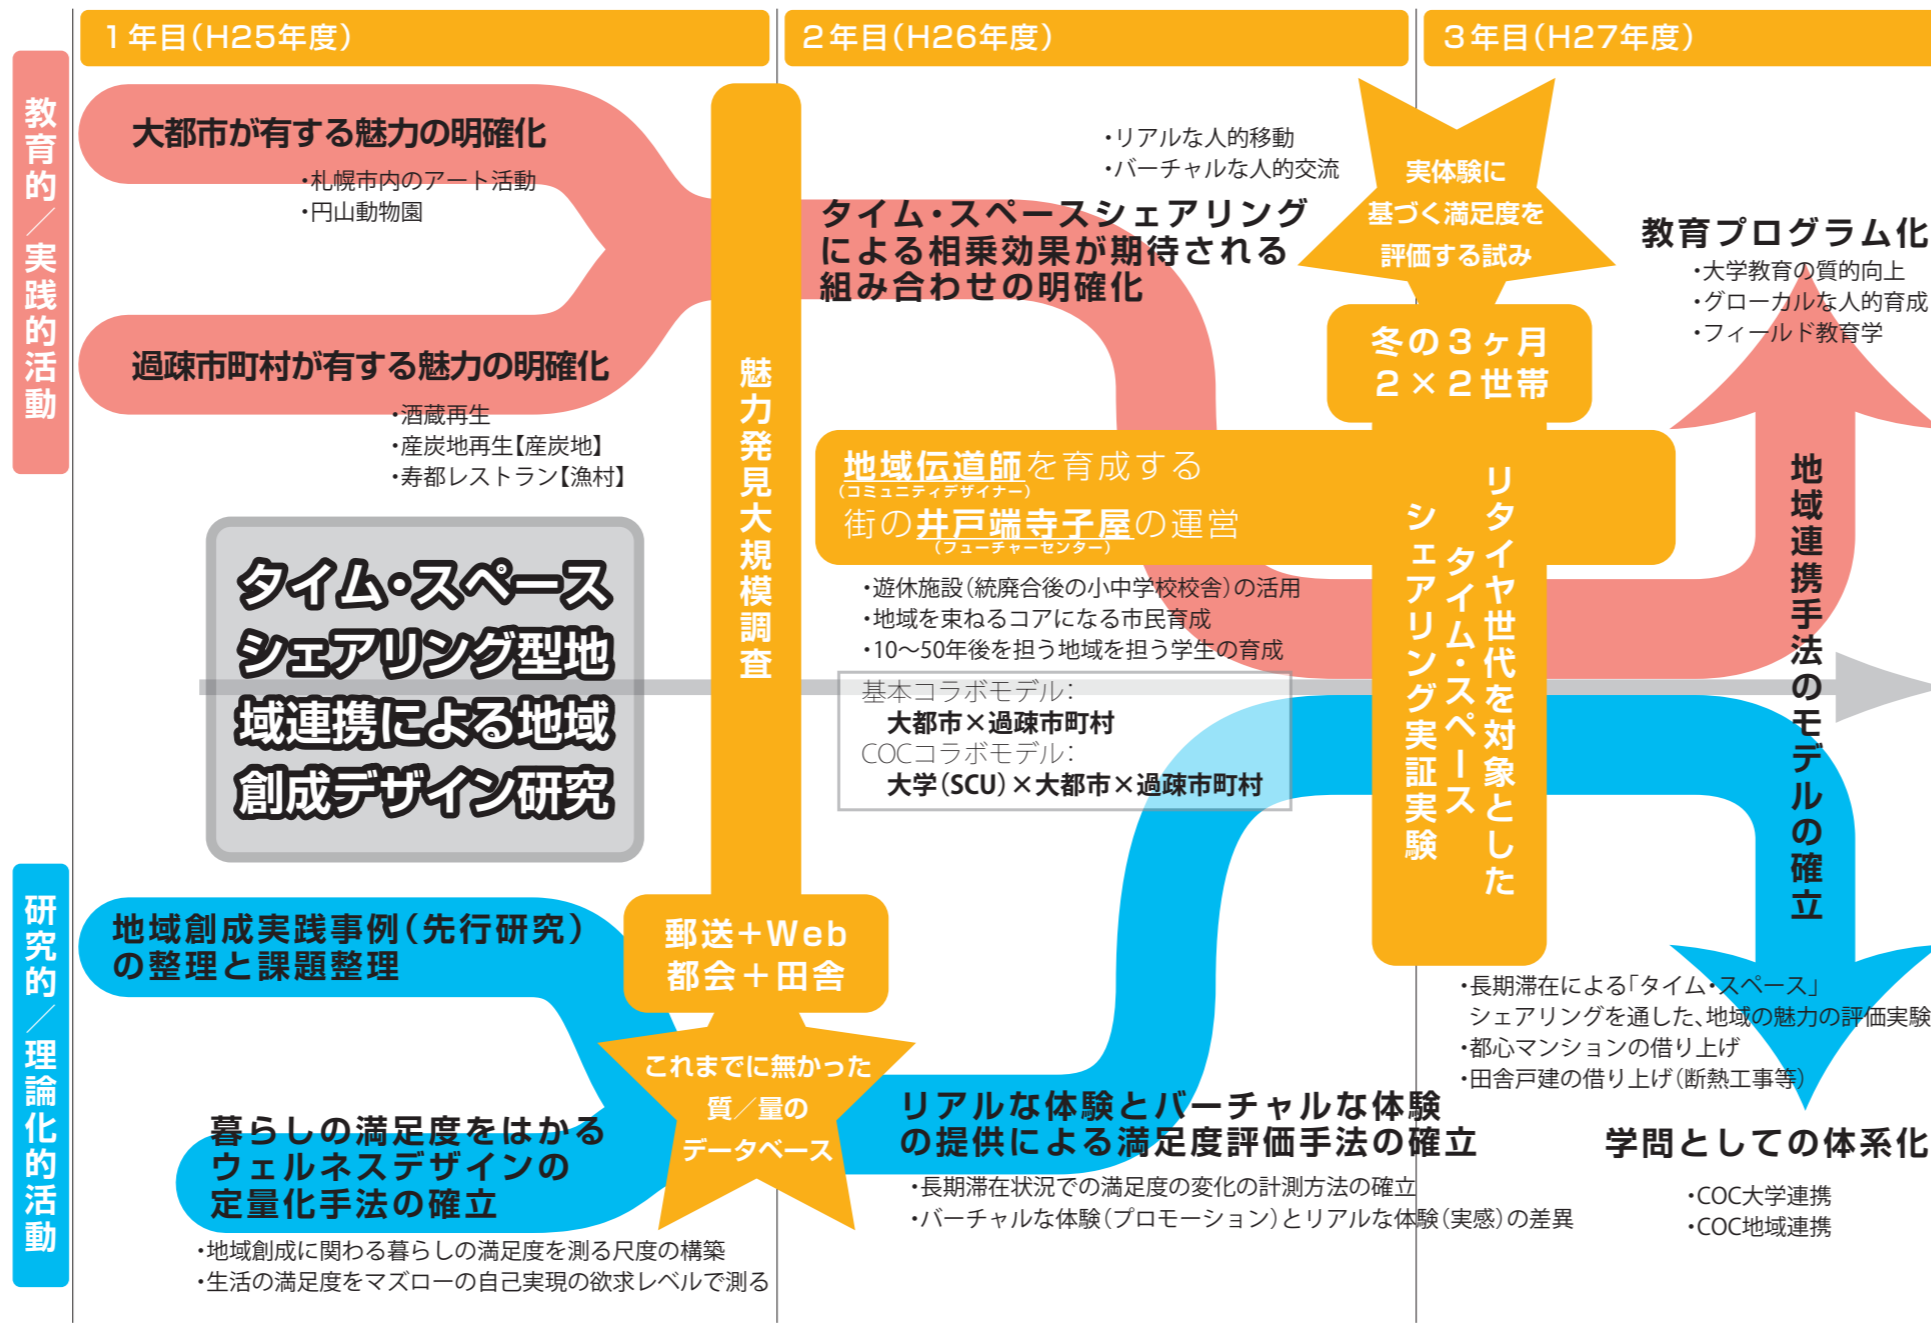 1年目(H25年度)
2年目(H26年度)
3年目(H27年度)
教育的／実践的活動
大都市が有する魅力の明確化
・札幌市内のアート活動
・円山動物園
過疎市町村が有する魅力の明確化
・酒蔵再生
・産炭地再生【産炭地】
・寿都レストラン【漁村】
魅力発見大規模調査
・リアルな人的移動
・バーチャルな人的交流
タイム・スペースシェアリング
による相乗効果が期待される
組み合わせの明確化
実体験に
基づく満足度を
評価する試み
冬の3ヶ月
2×2世帯
教育プログラム化
・大学教育の質的向上
・グローカルな人的育成
・フィールド教育学
地域伝道師を育成する
(コミュニティデザイナー)
街の井戸端寺子屋の運営
(フューチャーセンター)
・遊休施設(統廃合後の小中学校校舎)の活用
・地域を束ねるコアになる市民育成
・10〜50年後を担う地域を担う学生の育成
リタイヤ世代を対象とした
タイム・スペース
シェアリング実証実験
地域連携手法のモデルの確立
タイム・スペース
シェアリング型地
域連携による地域
創成デザイン研究
基本コラボモデル：
大都市×過疎市町村
COCコラボモデル：
大学(SCU)×大都市×過疎市町村
研究的／理論化的活動
地域創成実践事例(先行研究)
の整理と課題整理
郵送+Web
都会+田舎
これまでに無かった
質／量の
データベース
暮らしの満足度をはかる
ウェルネスデザインの
定量化手法の確立
・地域創成に関わる暮らしの満足度を測る尺度の構築
・生活の満足度をマズローの自己実現の欲求レベルで測る
リアルな体験とバーチャルな体験
の提供による満足度評価手法の確立
・長期滞在状況での満足度の変化の計測方法の確立
・バーチャルな体験(プロモーション)とリアルな体験(実感)の差異
・長期滞在による「タイム・スペース」
シェアリングを通した、地域の魅力の評価実験
・都心マンションの借り上げ
・田舎戸建の借り上げ(断熱工事等)
学問としての体系化
・COC大学連携
・COC地域連携